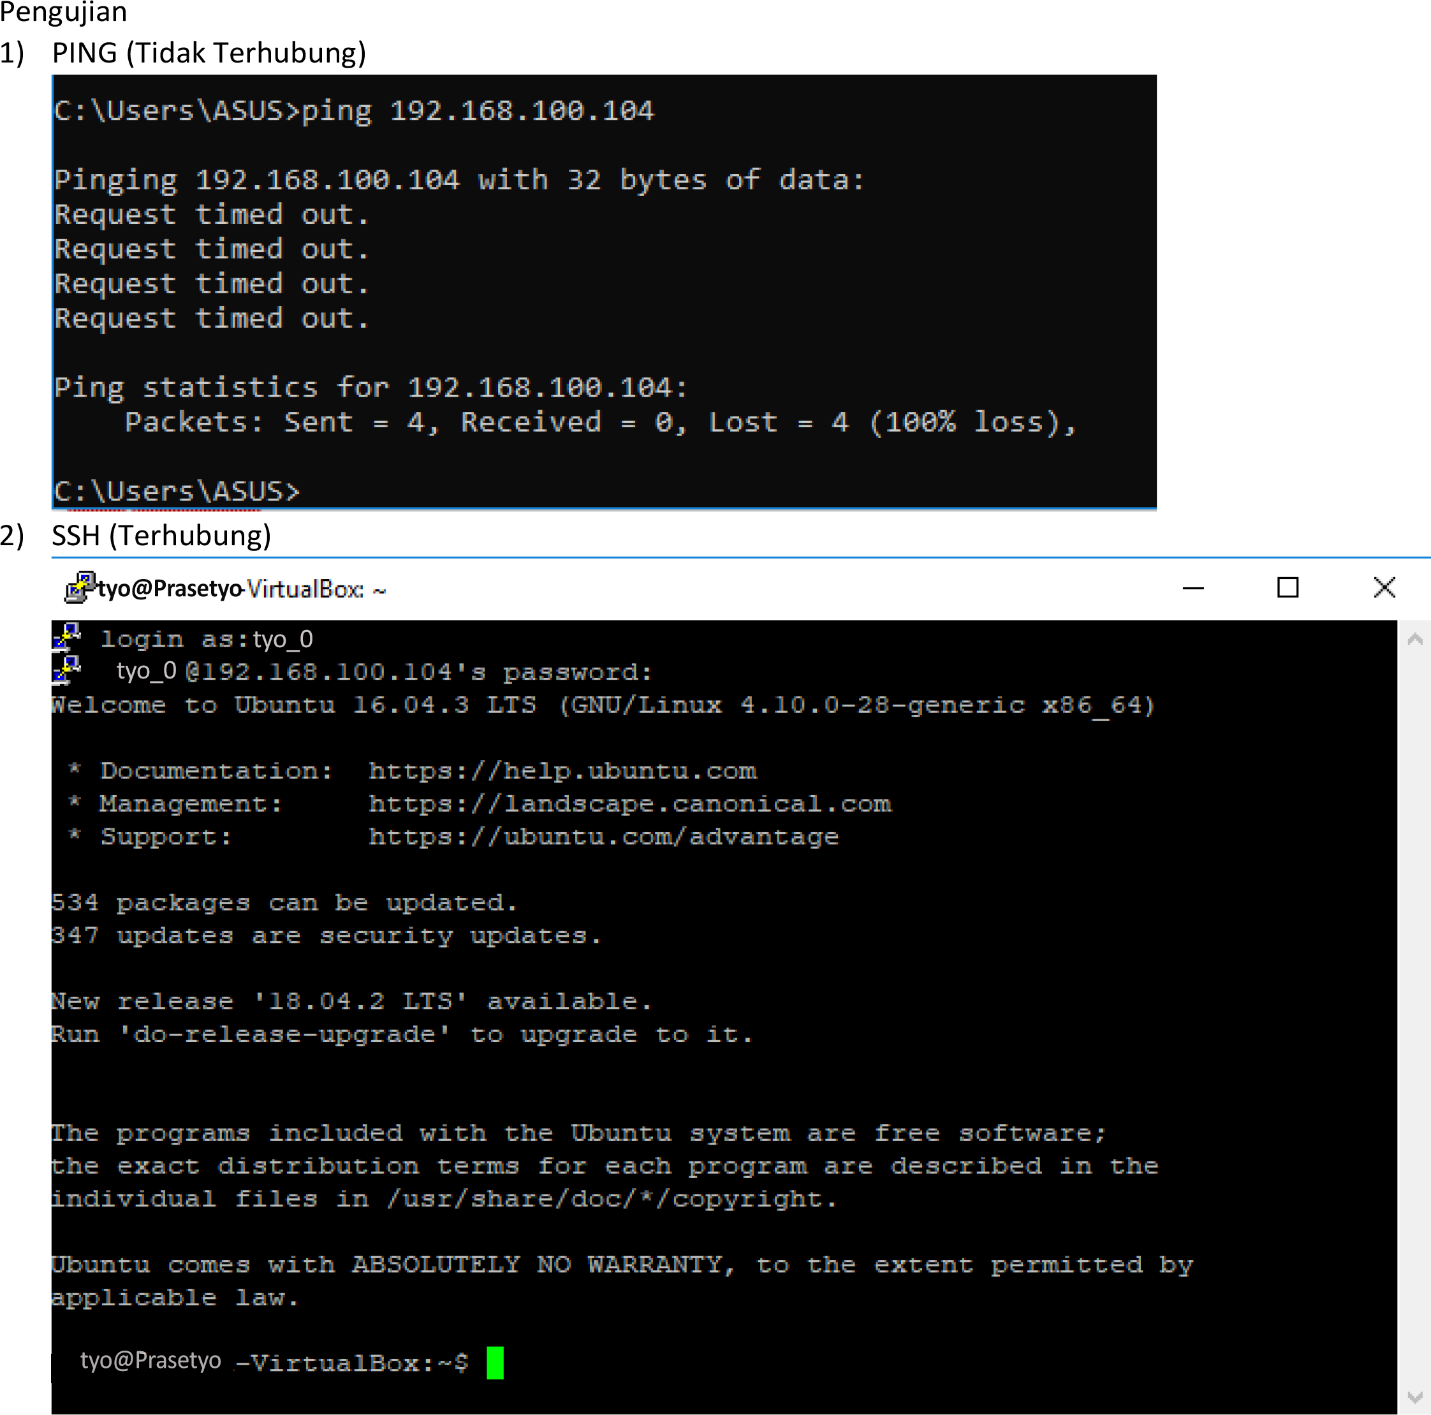 Pengujian
1) PING (Tidak Terhubung)
C:\Users\ASUS>ping 192.168.100.104
Pinging 192.168.100.104 with 32 bytes of data:
Request timed out.
Request timed out.
Request timed out.
Request timed out.
Ping statistics for 192.168.100.104:
Packets: Sent = 4, Received = 0, Lost = 4 (100% loss),
C:\Users\ASUS>
2) SSH (Terhubung)
tyo@Prasetyo-VirtualBox: ~
login as:tyo_0
tyo_0 @192.168.100.104's password:
Welcome to Ubuntu 16.04.3 LTS (GNU/Linux 4.10.0-28-generic x86_64)
* Documentation: https://help.ubuntu.com
* Management: https://landscape.canonical.com
* Support: https://ubuntu.com/advantage
534 packages can be updated.
347 updates are security updates.
New release '18.04.2 LTS' available.
Run 'do-release-upgrade' to upgrade to it.
The programs included with the Ubuntu system are free software;
the exact distribution terms for each program are described in the
individual files in /usr/share/doc/*/copyright.
Ubuntu comes with ABSOLUTELY NO WARRANTY, to the extent permitted by
applicable law.
tyo@Prasetyo -VirtualBox:~$